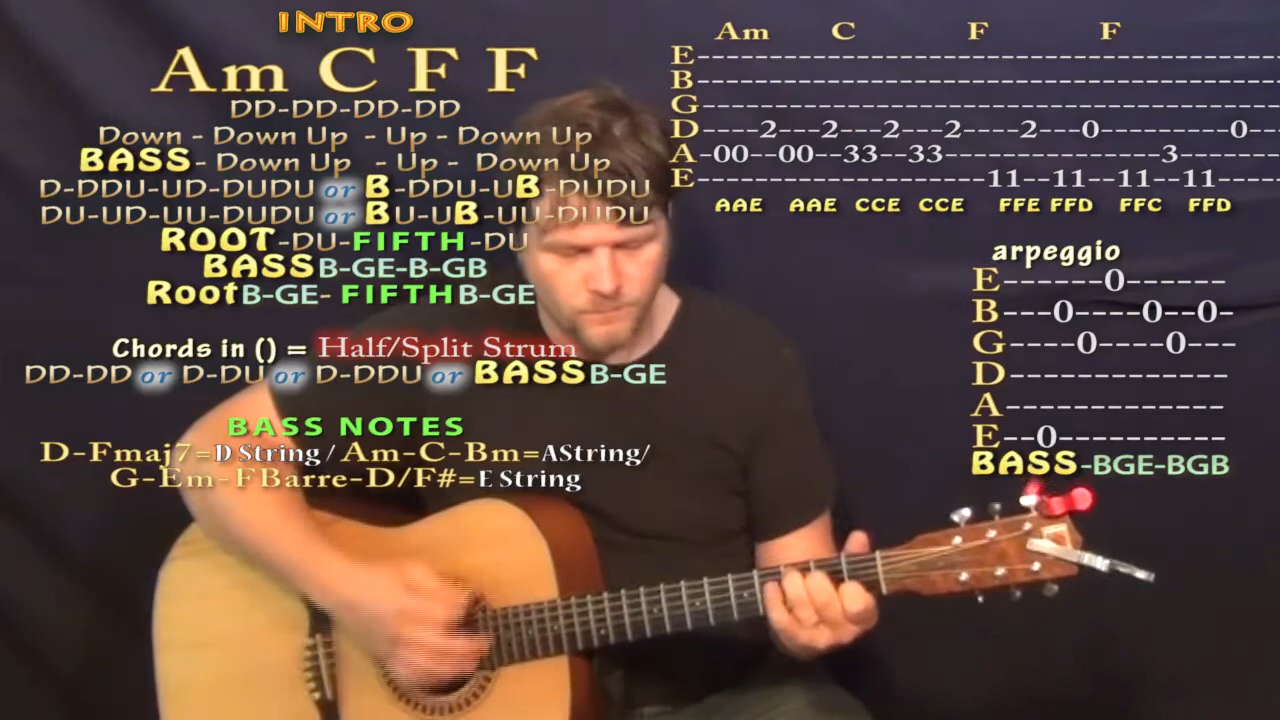 INTRO
Am C F F
DD-DD-DD-DD
Down - Down Up - Up - Down Up
BASS - Down Up - Up - Down Up
D-DDU-UD-DUDU or B-DDU-UB-DUDU
DU-UD-UU-DUDU or BU-UB-UU-DUDU
ROOT-DU-FIFTH-DU
BASSB-GE-B-GB
RootB-GE- FIFTHB-GE
Chords in () = Half/Split Strum
DD-DD or D-DU or D-DDU or BASSB-GE
BASS NOTES
D-Fmaj7=D String / Am-C-Bm=AString/
G-Em-FBarre-D/F#=E String
Am C F F
E------------------------------------------------
B------------------------------------------------
G------------------------------------------------
D----2---2---2---2-----2---0---------0---
A-00--00--33--33-----------------3-------
E-----------------------11--11--11--11-----
AAE AAE CCE CCE FFE FFD FFC FFD
arpeggio
E------0------
B---0----0--0-
G-----0----0---
D-------------
A-------------
E--0----------
BASS-BGE-BGB